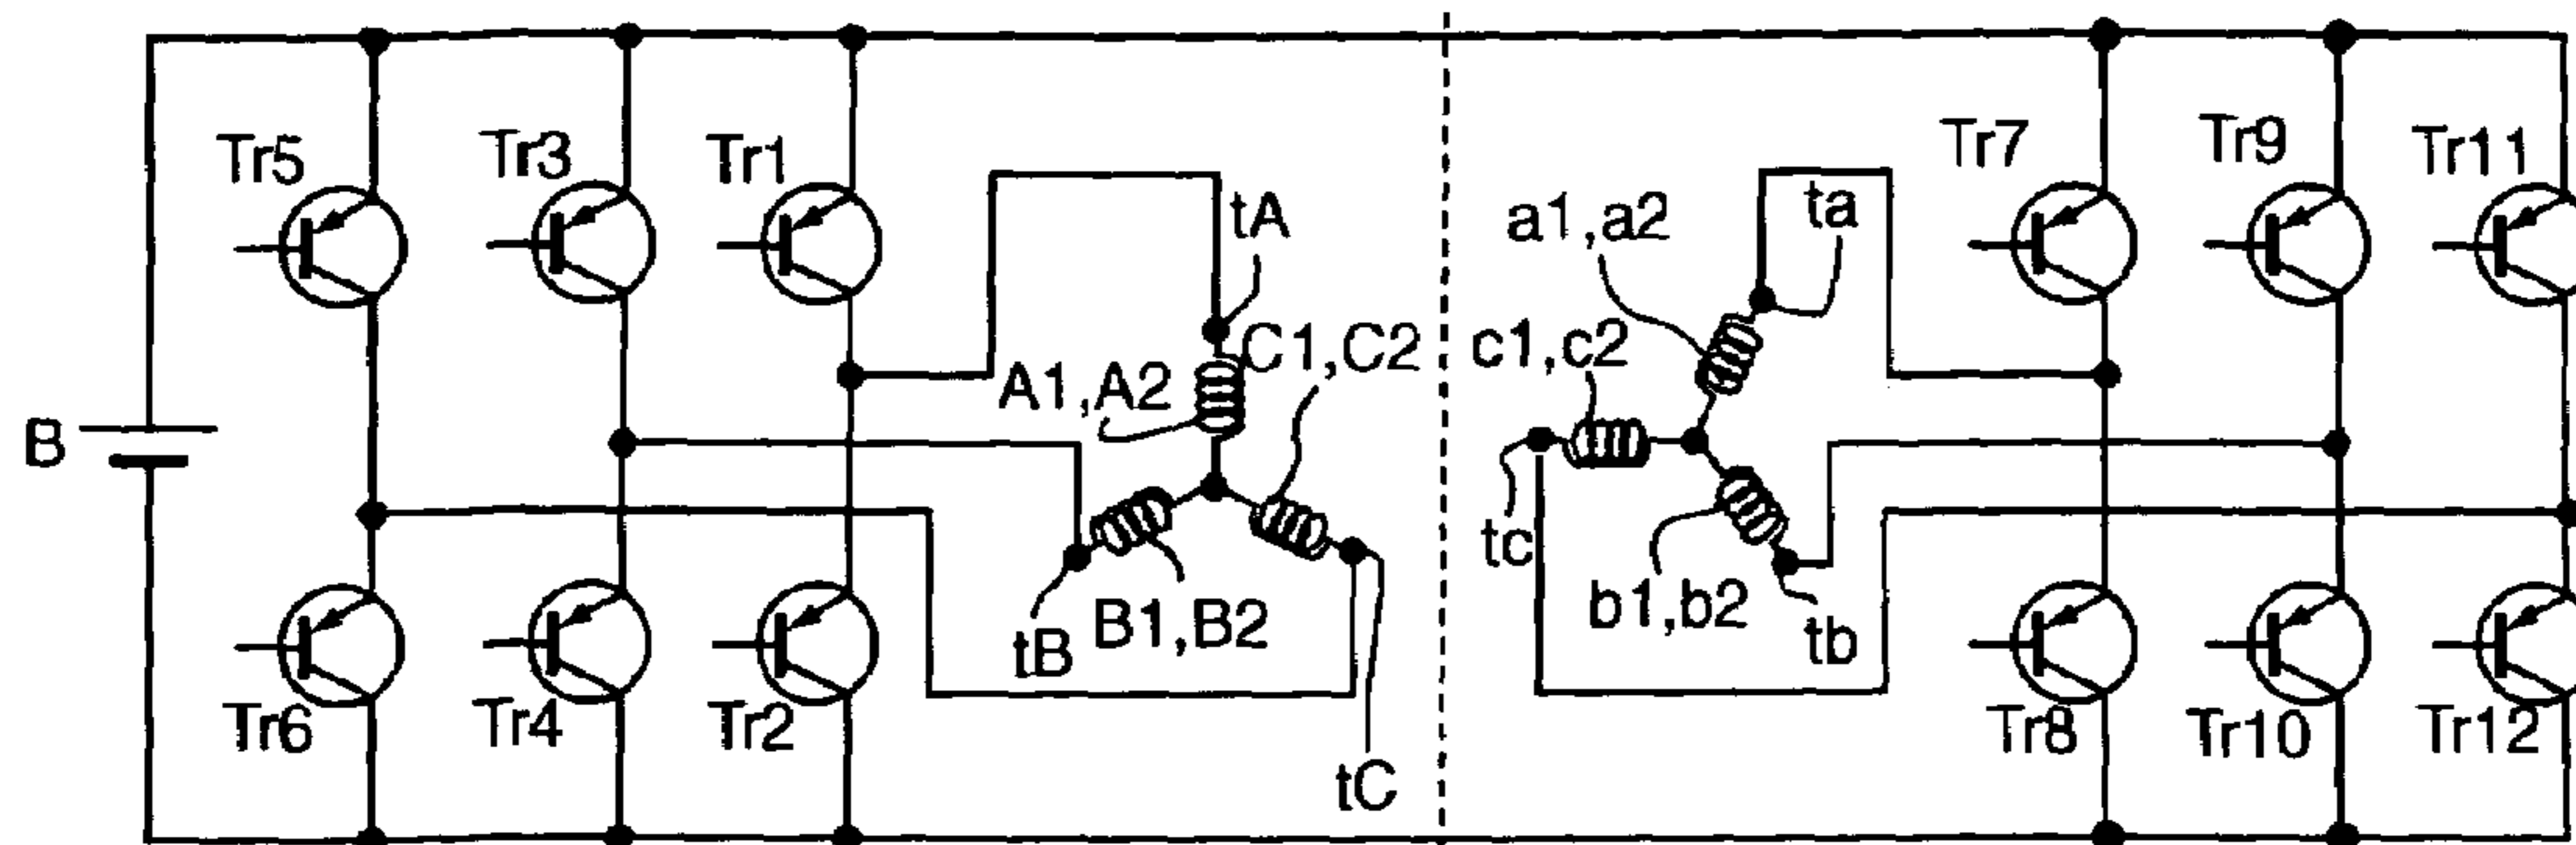 Tr5
Tr3
Tr1
Tr7
Tr9
Tr11
tA
a1,a2
ta
C1,C2
c1,c2
A1,A2
B
tc
b1,b2
tb
tB
B1,B2
Tr6
Tr4
Tr2
tC
Tr8
Tr10
Tr12